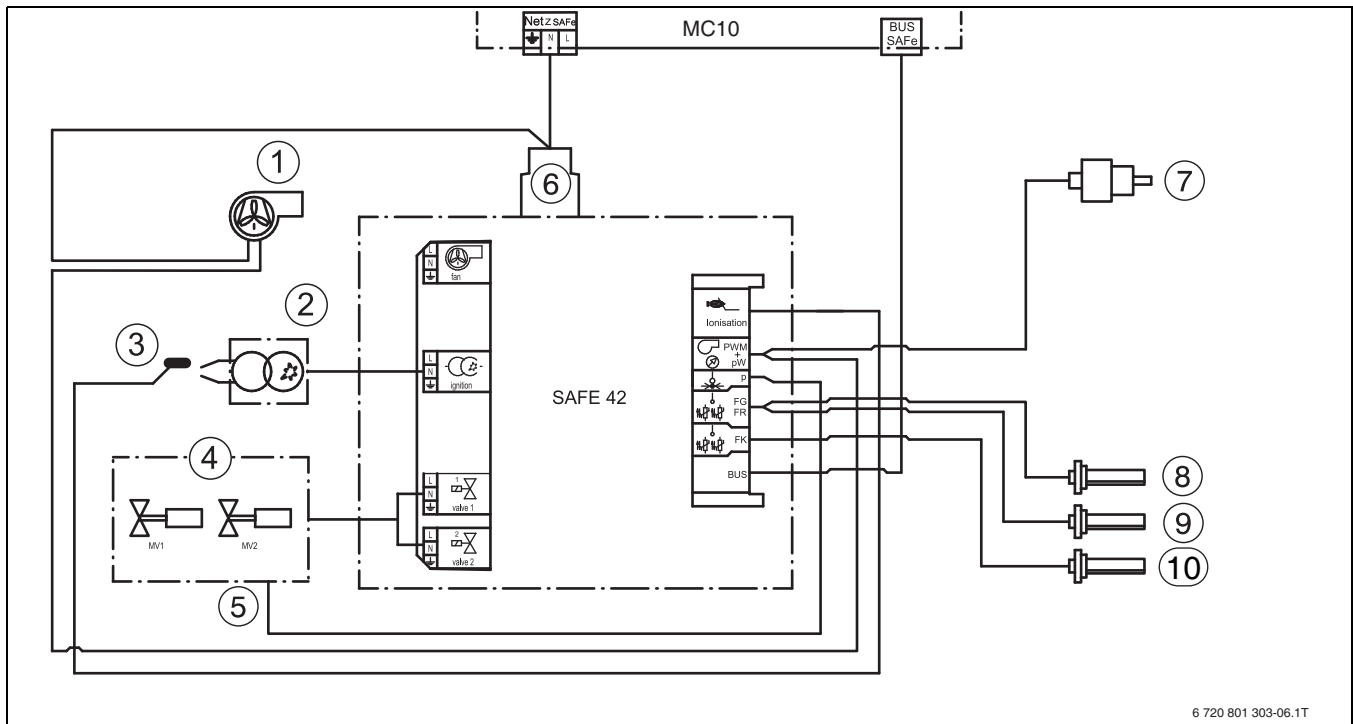 Netz SAFe
N L
MC10
BUS
SAFe
1
6
7
L
N
fan
2
Ionisation
3
PWM
+
pW
L
N
ignition
P
SAFE 42
FG
FR
FK
4
BUS
8
L
N
1
valve 1
9
MV1
MV2
L
N
2
valve 2
10
5
6 720 801 303-06.1T